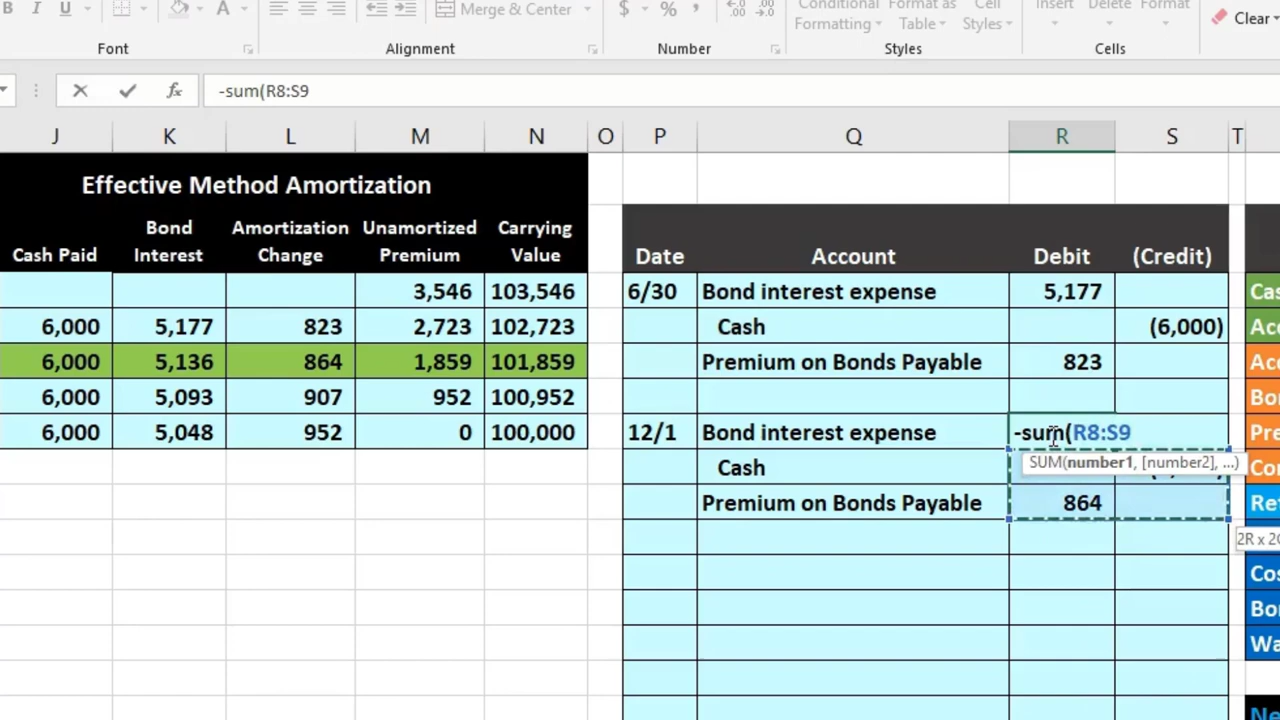 B I U A Merge & Center $ % , Conditional Formatting Format as Table Cell Styles Insert Delete Format Clear
Font Alignment Number Styles Cells
fx -sum(R8:S9
J K L M N O P Q R S T
Effective Method Amortization
Cash Paid Bond Interest Amortization Change Unamortized Premium Carrying Value Date Account Debit (Credit)
3,546 103,546 6/30 Bond interest expense 5,177
6,000 5,177 823 2,723 102,723 Cash (6,000)
6,000 5,136 864 1,859 101,859 Premium on Bonds Payable 823
6,000 5,093 907 952 100,952
6,000 5,048 952 0 100,000 12/1 Bond interest expense -sum(R8:S9
Cash SUM(number1, [number2], ...)
Premium on Bonds Payable 864